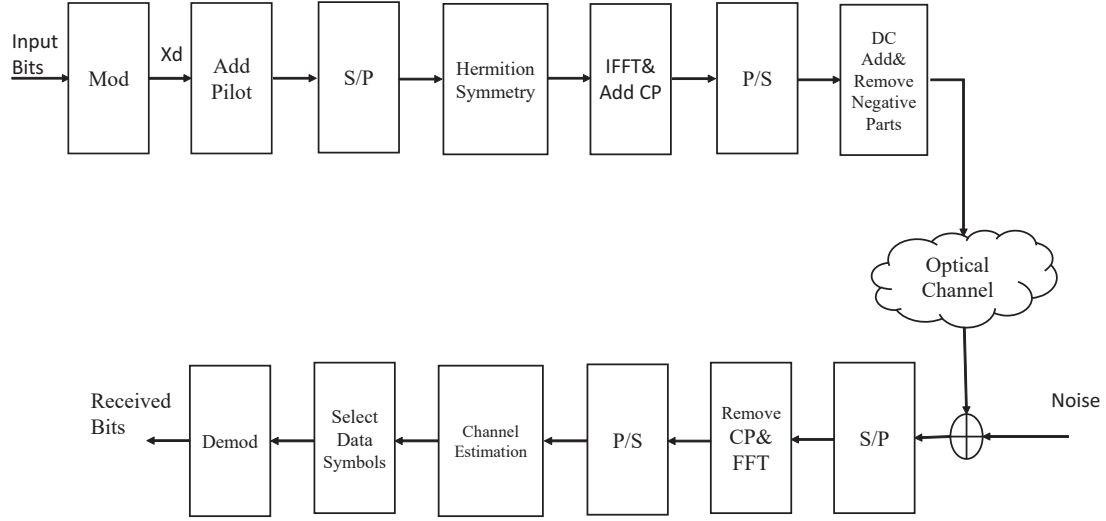 Input
Bits
Mod
Xd
Add
Pilot
S/P
Hermition
Symmetry
IFFT&
Add CP
P/S
DC
Add&
Remove
Negative
Parts
Optical
Channel
Noise
S/P
Remove
CP&
FFT
P/S
Channel
Estimation
Select
Data
Symbols
Demod
Received
Bits